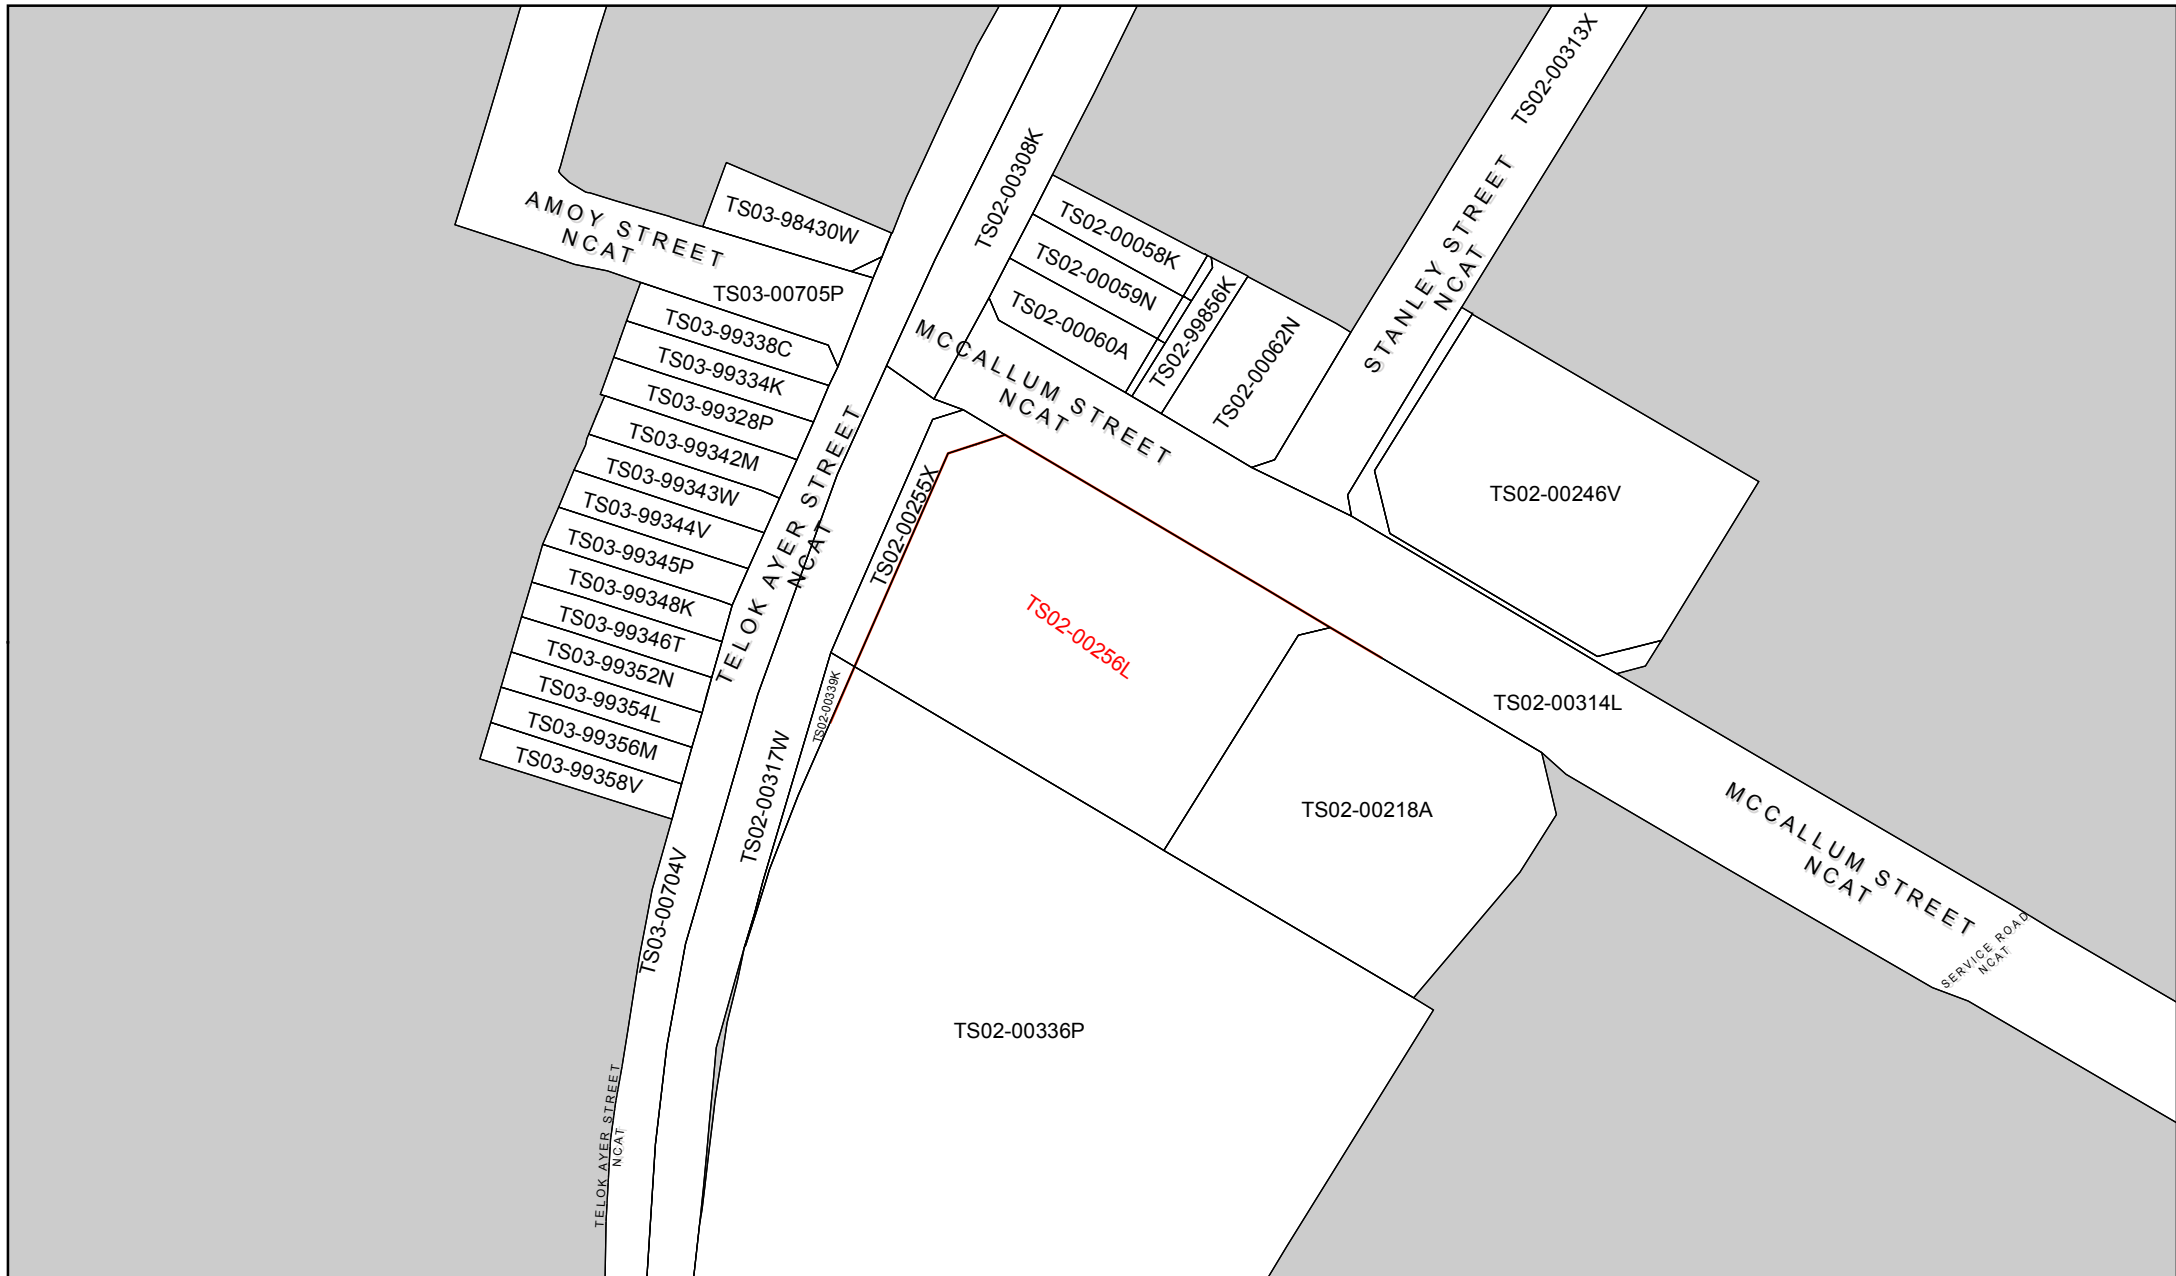 TS02-00313X
TS02-00308K
STANLEY STREET
NCAT
TS03-98430W
AMOY STREET
NCAT
TS03-00705P
TS02-00058K
TS02-00059N
TS02-00060A
TS02-99856K
TS02-00062N
MCCALLUM STREET
NCAT
TS03-99338C
TS03-99334K
TS03-99328P
TS03-99342M
TS03-99343W
TS03-99344V
TS03-99345P
TS03-99348K
TS03-99346T
TS03-99352N
TS03-99354L
TS03-99356M
TS03-99358V
TELOK AYER STREET
NCAT
TS02-00255X
TS02-00246V
TS02-00256L
TS02-00339K
TS02-00314L
TS02-00317W
TS02-00218A
MCCALLUM STREET
NCAT
SERVICE ROAD
NCAT
TS03-00704V
TS02-00336P
TELOK AYER STREET
NCAT